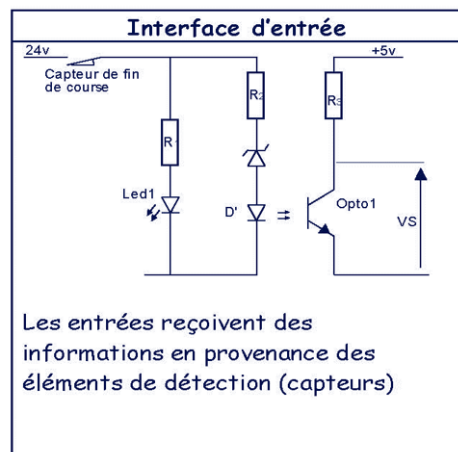 Interface d'entrée
24v
+5v
Capteur de fin
de course
R1
R2
R3
Led1
D'
Opto1
VS
Les entrées reçoivent des
informations en provenance des
éléments de détection (capteurs)